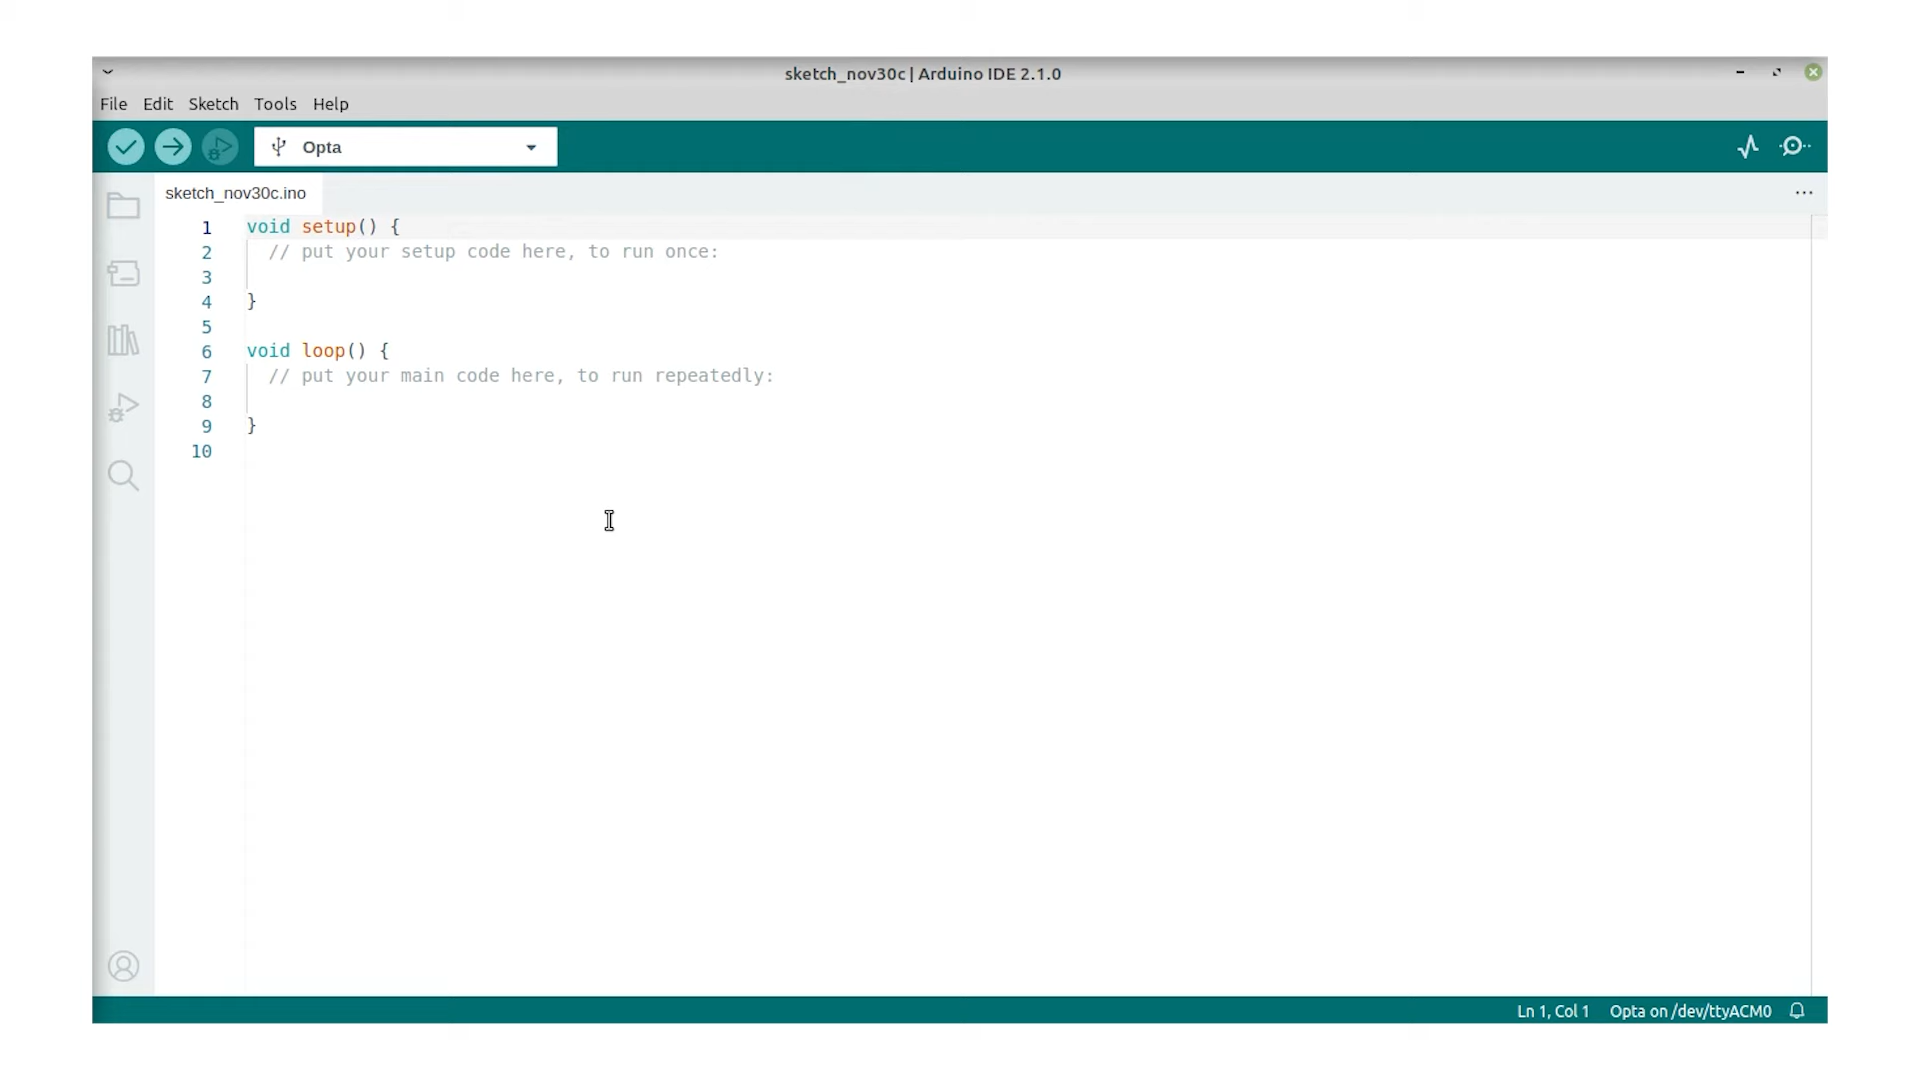 sketch_nov30c | Arduino IDE 2.1.0
File Edit Sketch Tools Help
Opta
sketch_nov30c.ino
1 void setup() {
2 // put your setup code here, to run once:
3
4 }
5
6 void loop() {
7 // put your main code here, to run repeatedly:
8
9 }
10
Ln 1, Col 1 Opta on /dev/ttyACM0